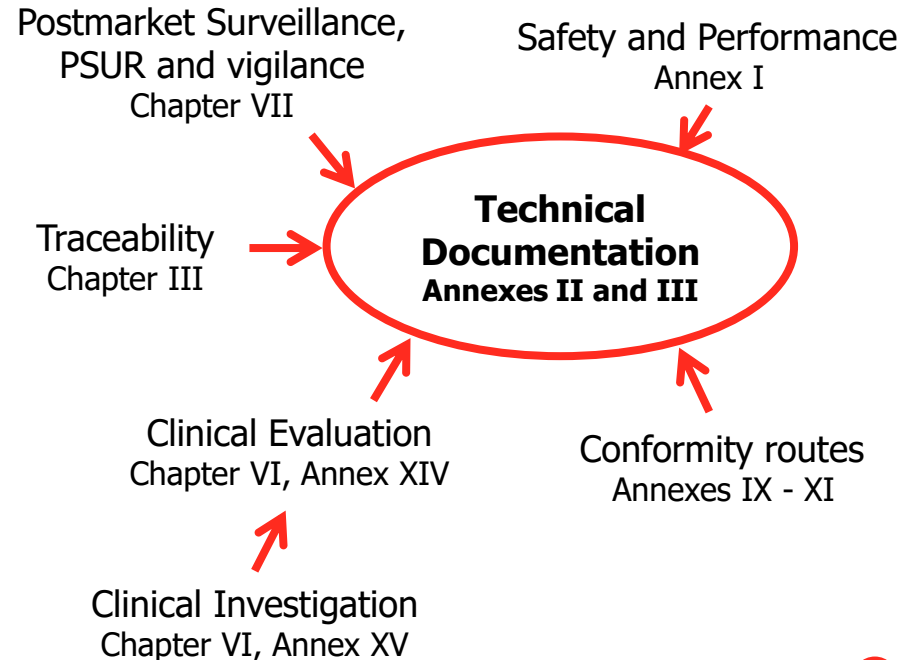 Postmarket Surveillance,
PSUR and vigilance
Chapter VII
Safety and Performance
Annex I
Technical
Documentation
Annexes II and III
Traceability
Chapter III
Clinical Evaluation
Chapter VI, Annex XIV
Conformity routes
Annexes IX - XI
Clinical Investigation
Chapter VI, Annex XV